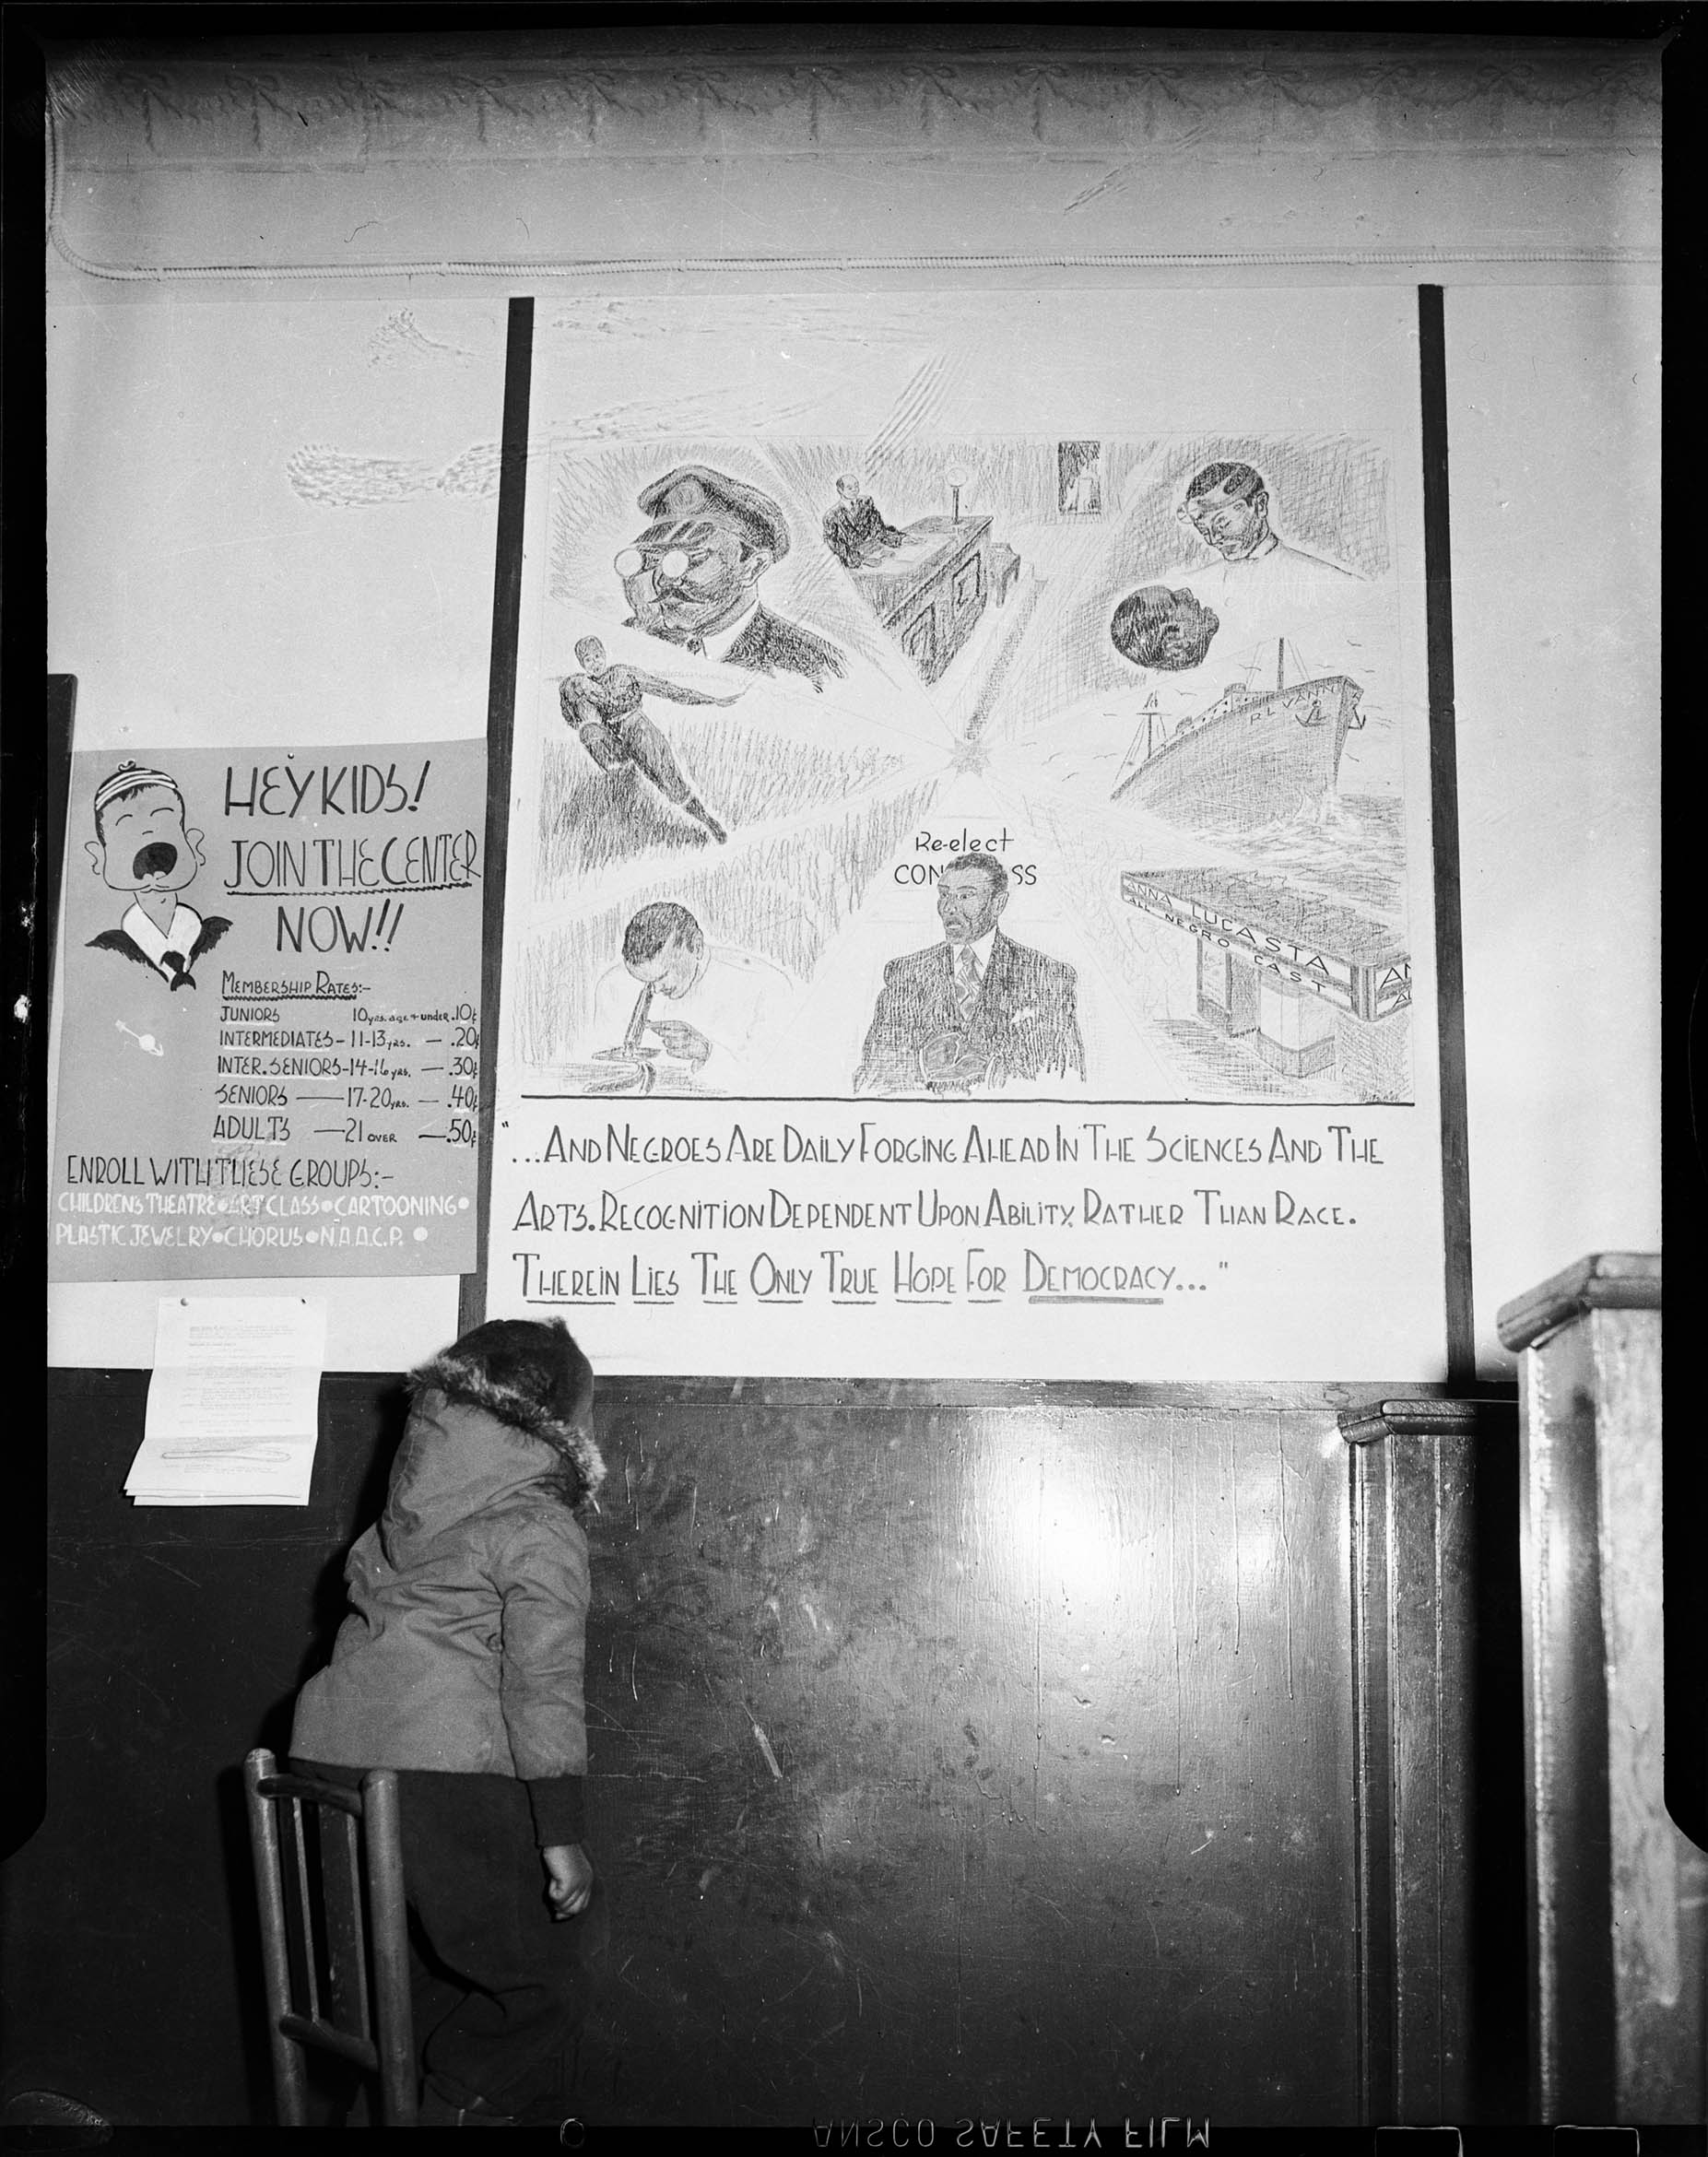 HEY KIDS!
JOIN THE CENTER
NOW!!
MEMBERSHIP RATES:-
JUNIORS 10 yrs. age + under .10¢
INTERMEDIATES - 11-13 yrs. — .20¢
INTER. SENIORS - 14-16 yrs. — .30¢
SENIORS — 17-20 yrs. — .40¢
ADULTS — 21 OVER — .50¢
ENROLL WITH THESE GROUPS:-
CHILDRENS THEATRE • ART CLASS • CARTOONING •
PLASTIC JEWELRY • CHORUS • N.A.A.C.P. •
R L VANN
Re-elect
CON SS
ANNA LUCASTA
ALL NEGRO CAST
AN
A
"...AND NEGROES ARE DAILY FORGING AHEAD IN THE SCIENCES AND THE
ARTS. RECOGNITION DEPENDENT UPON ABILITY, RATHER THAN RACE.
THEREIN LIES THE ONLY TRUE HOPE FOR DEMOCRACY..."
ANSCO SAFETY FILM